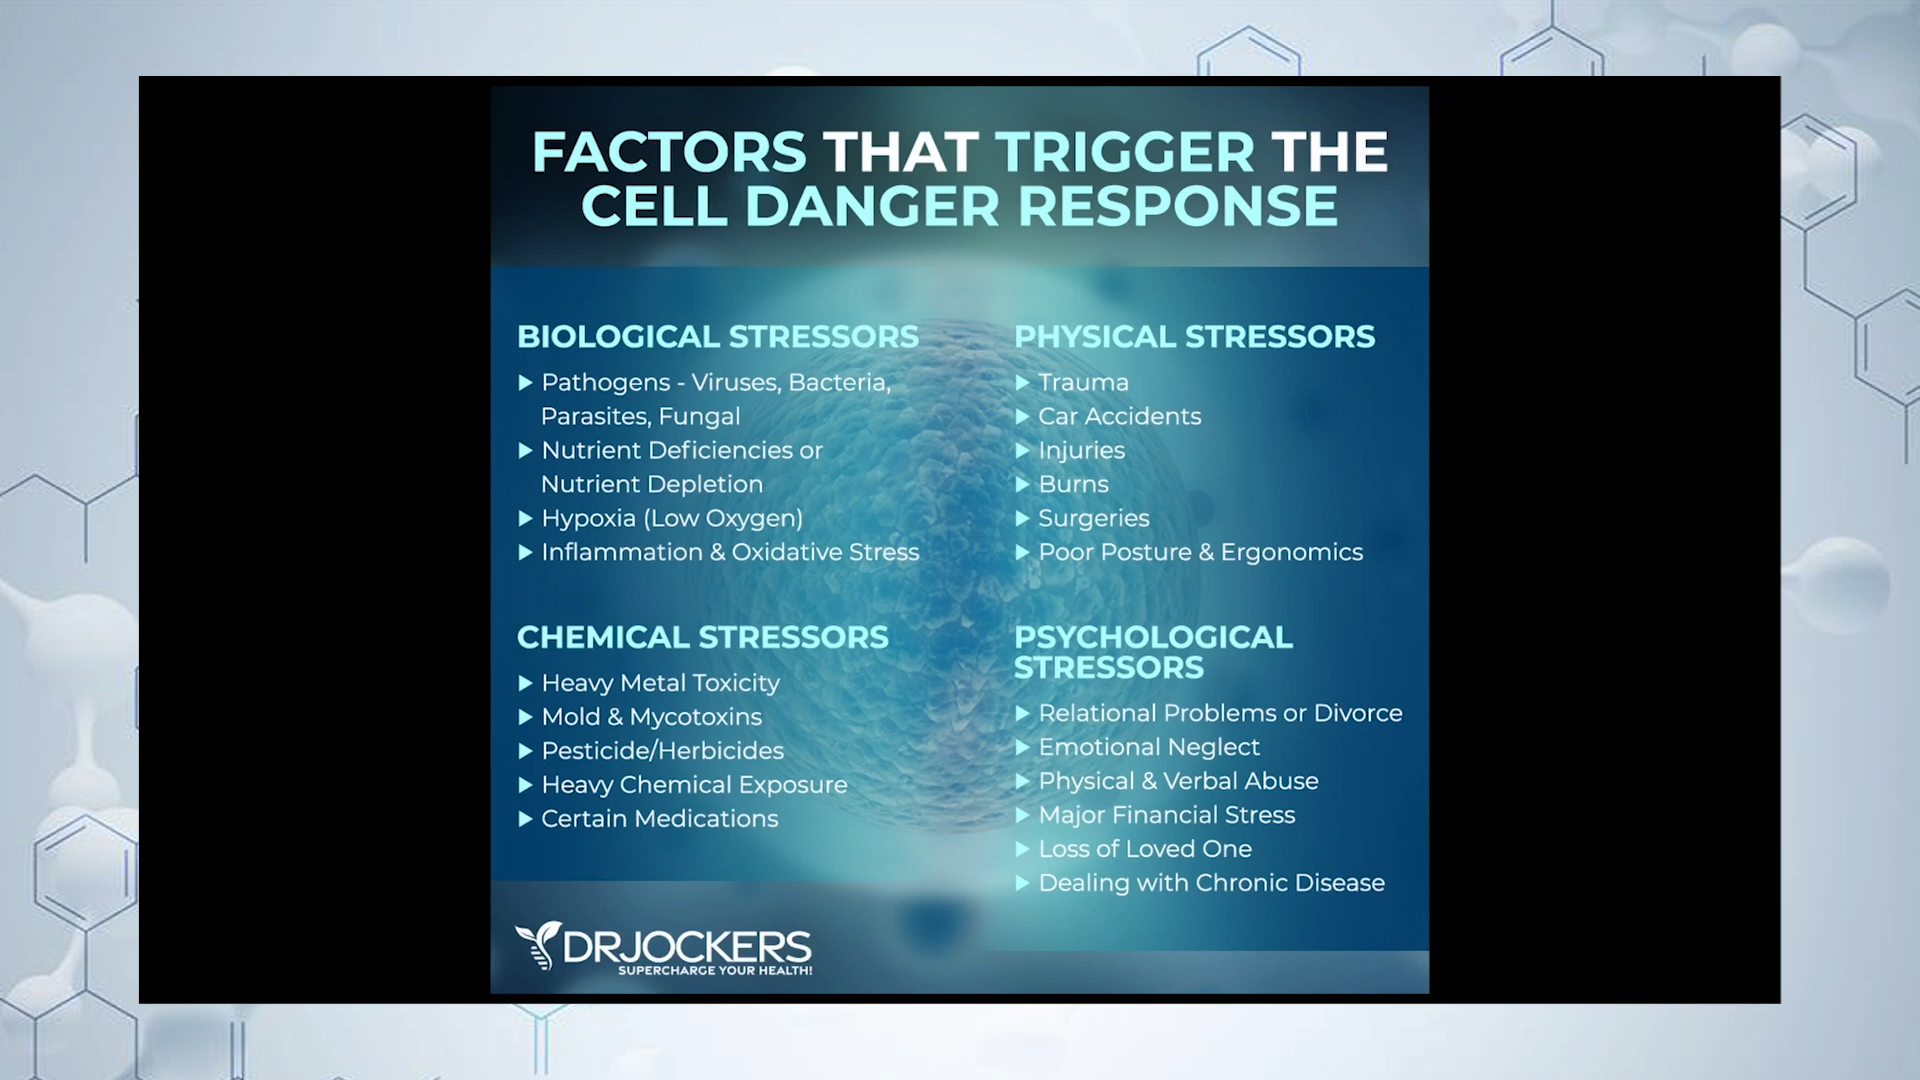 FACTORS THAT TRIGGER THE
CELL DANGER RESPONSE
BIOLOGICAL STRESSORS
▶ Pathogens - Viruses, Bacteria,
Parasites, Fungal
▶ Nutrient Deficiencies or
Nutrient Depletion
▶ Hypoxia (Low Oxygen)
▶ Inflammation & Oxidative Stress
PHYSICAL STRESSORS
▶ Trauma
▶ Car Accidents
▶ Injuries
▶ Burns
▶ Surgeries
▶ Poor Posture & Ergonomics
CHEMICAL STRESSORS
▶ Heavy Metal Toxicity
▶ Mold & Mycotoxins
▶ Pesticide/Herbicides
▶ Heavy Chemical Exposure
▶ Certain Medications
PSYCHOLOGICAL
STRESSORS
▶ Relational Problems or Divorce
▶ Emotional Neglect
▶ Physical & Verbal Abuse
▶ Major Financial Stress
▶ Loss of Loved One
▶ Dealing with Chronic Disease
DRJOCKERS
SUPERCHARGE YOUR HEALTH!